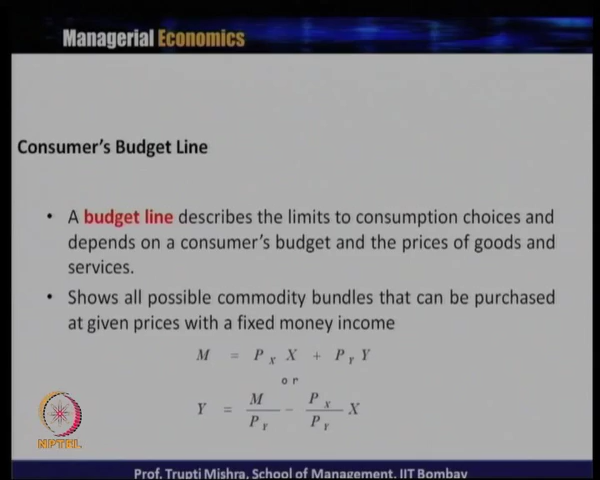 Managerial Economics
Consumer's Budget Line
• A budget line describes the limits to consumption choices and
depends on a consumer's budget and the prices of goods and
services.
• Shows all possible commodity bundles that can be purchased
at given prices with a fixed money income
M = P_X X + P_Y Y
or
Y = M/P_Y − P_X/P_Y X
NPTEL
Prof. Trupti Mishra, School of Management, IIT Bombay